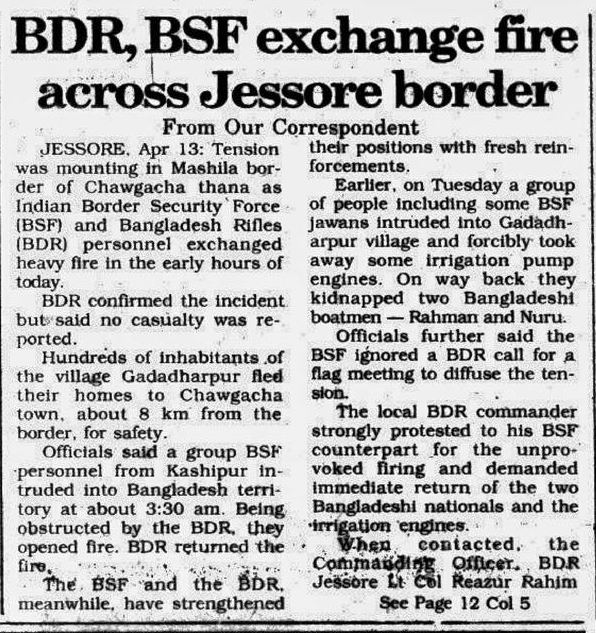 BDR, BSF exchange fire
across Jessore border
From Our Correspondent
JESSORE, Apr 13: Tension
was mounting in Mashila bor-
der of Chawgacha thana as
Indian Border Security Force
(BSF) and Bangladesh Rifles
(BDR) personnel exchanged
heavy fire in the early hours of
today.
BDR confirmed the incident
but said no casualty was re-
ported.
Hundreds of inhabitants of
the village Gadadharpur fled
their homes to Chawgacha
town, about 8 km from the
border, for safety.
Officials said a group BSF
personnel from Kashipur in-
truded into Bangladesh terri-
tory at about 3:30 am. Being
obstructed by the BDR, they
opened fire. BDR returned the
fire.
The BSF and the BDR,
meanwhile, have strengthened
their positions with fresh rein-
forcements.
Earlier, on Tuesday a group
of people including some BSF
jawans intruded into Gadadh-
arpur village and forcibly took
away some irrigation pump
engines. On way back they
kidnapped two Bangladeshi
boatmen — Rahman and Nuru.
Officials further said the
BSF ignored a BDR call for a
flag meeting to diffuse the ten-
sion.
The local BDR commander
strongly protested to his BSF
counterpart for the unpro-
voked firing and demanded
immediate return of the two
Bangladeshi nationals and the
irrigation engines.
When contacted, the
Commanding Officer, BDR
Jessore Lt Col Reazur Rahim
See Page 12 Col 5